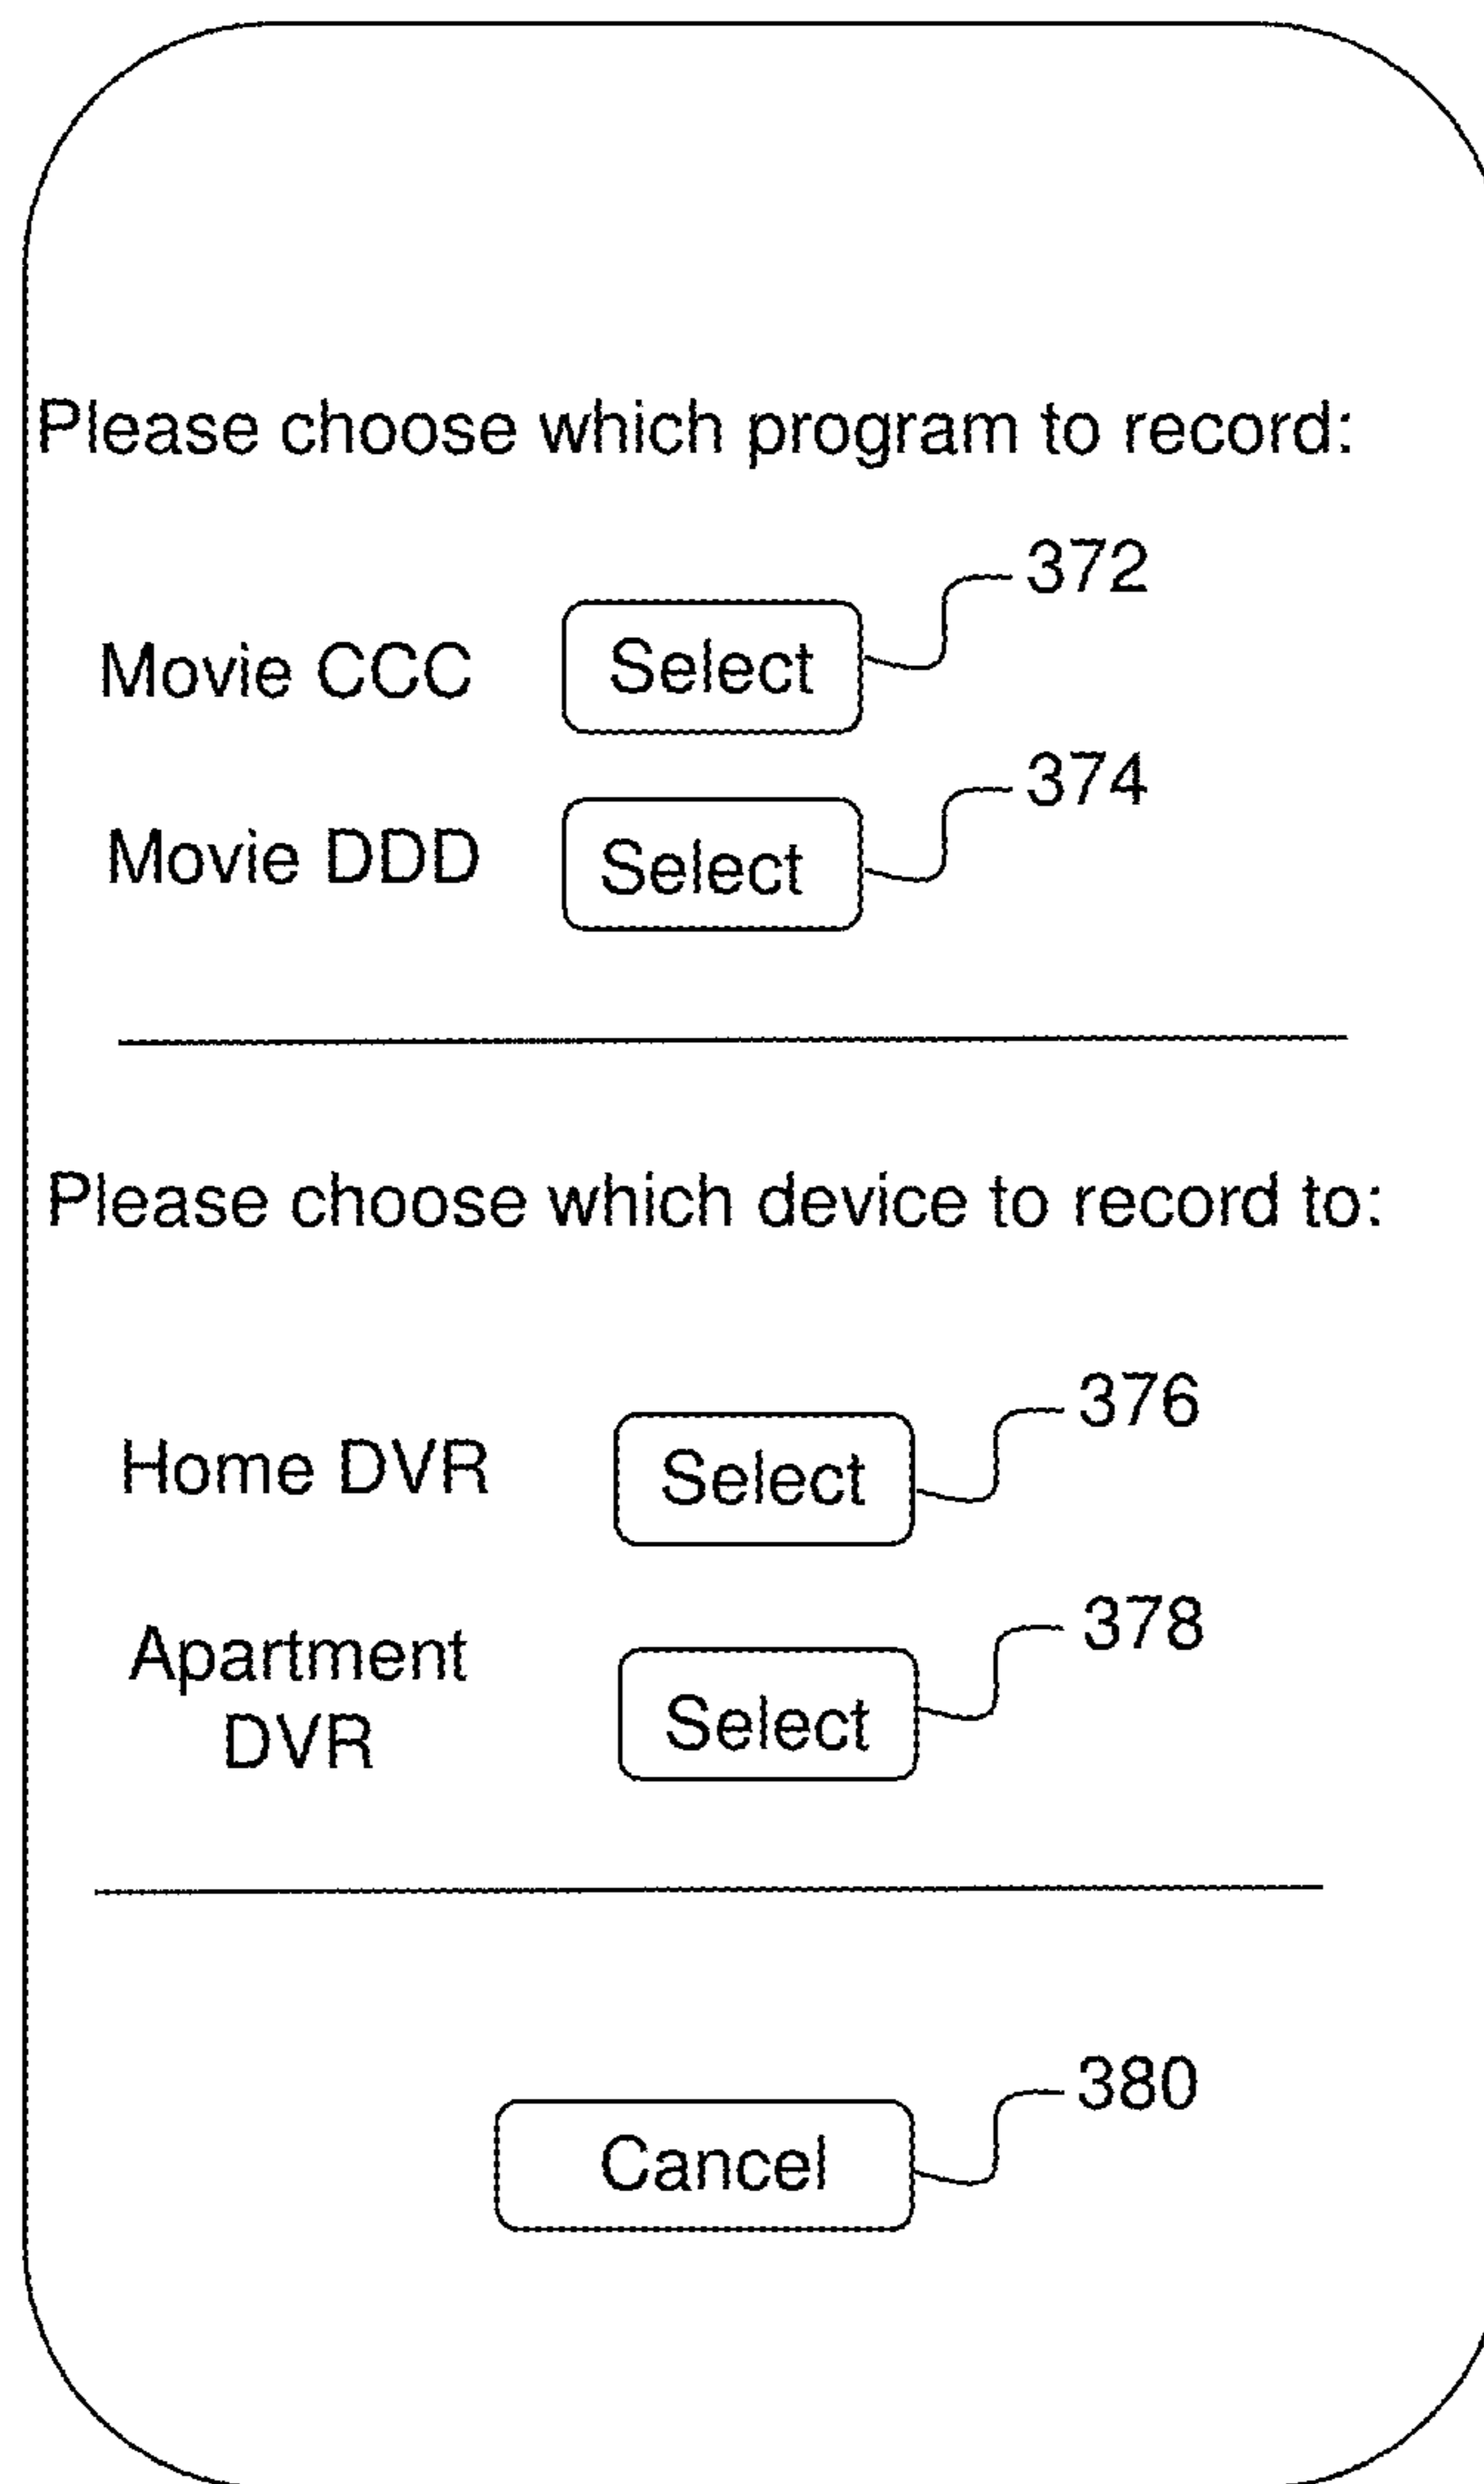 Please choose which program to record:
372
Movie CCC Select
374
Movie DDD Select
Please choose which device to record to:
376
Home DVR Select
378
Apartment
DVR
Select
380
Cancel